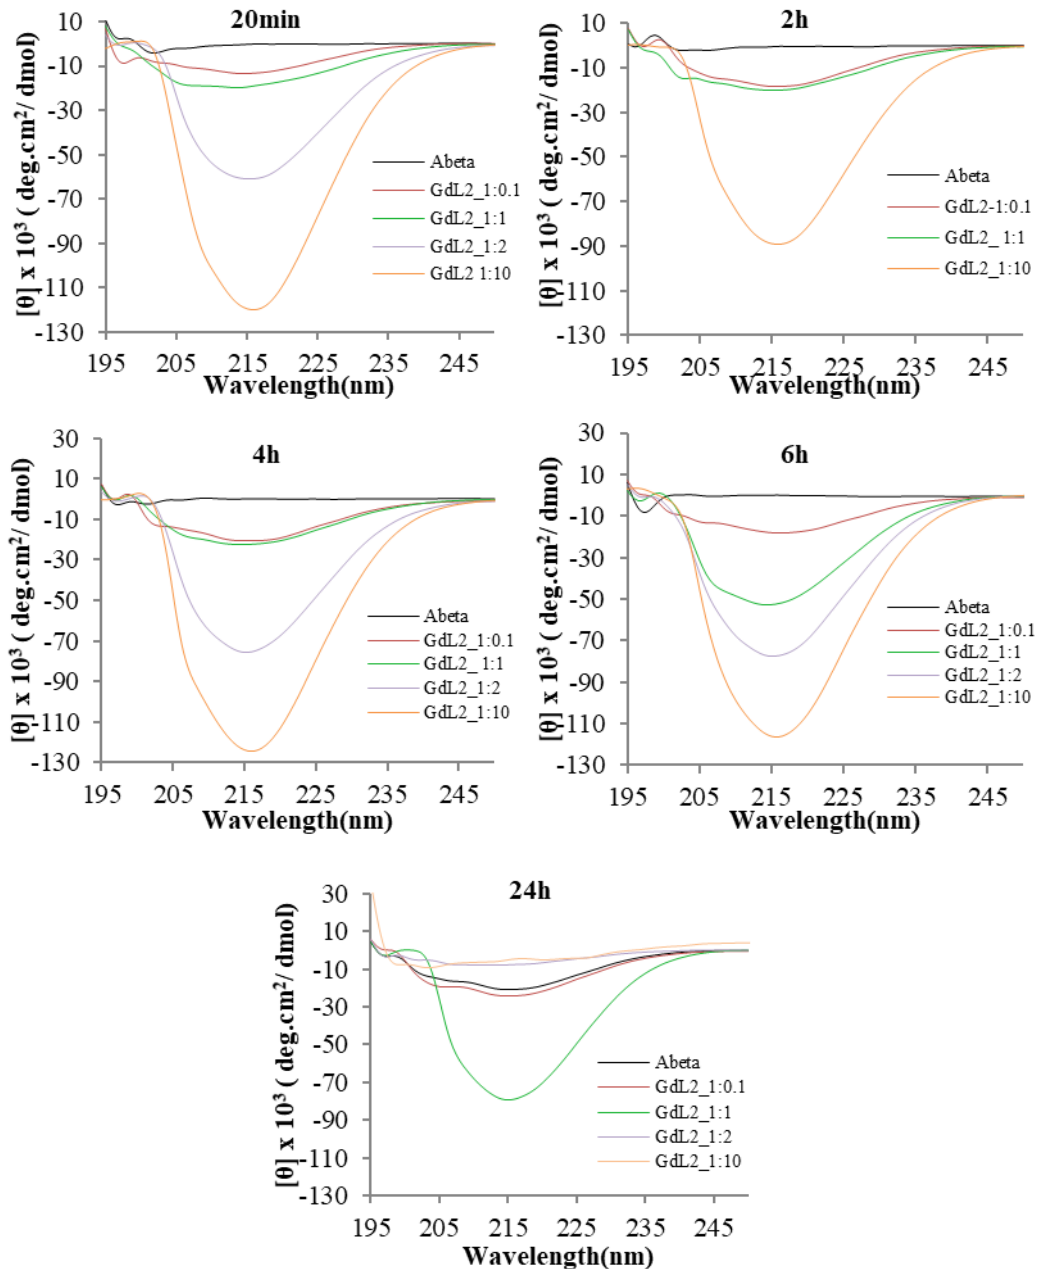 20min
[θ] x 10³ ( deg.cm²/ dmol)
10
-10
-30
-50
-70
-90
-110
-130
195 205 215 225 235 245
Wavelength(nm)
Abeta
GdL2_1:0.1
GdL2_1:1
GdL2_1:2
GdL2 1:10
2h
[θ] x 10³ ( deg.cm²/ dmol)
10
-10
-30
-50
-70
-90
-110
-130
195 205 215 225 235 245
Wavelength(nm)
Abeta
GdL2-1:0.1
GdL2_ 1:1
GdL2_1:10
4h
[θ] x 10³ ( deg.cm²/ dmol)
30
10
-10
-30
-50
-70
-90
-110
-130
195 205 215 225 235 245
Wavelength(nm)
Abeta
GdL2_1:0.1
GdL2_ 1:1
GdL2_1:2
GdL2_1:10
6h
[θ] x 10³ ( deg.cm²/ dmol)
30
10
-10
-30
-50
-70
-90
-110
-130
195 205 215 225 235 245
Wavelength(nm)
Abeta
GdL2_1:0.1
GdL2_1:1
GdL2_1:2
GdL2_1:10
24h
[θ] x 10³ ( deg.cm²/ dmol)
30
10
-10
-30
-50
-70
-90
-110
-130
195 205 215 225 235 245
Wavelength(nm)
Abeta
GdL2_1:0.1
GdL2_1:1
GdL2_1:2
GdL2_1:10